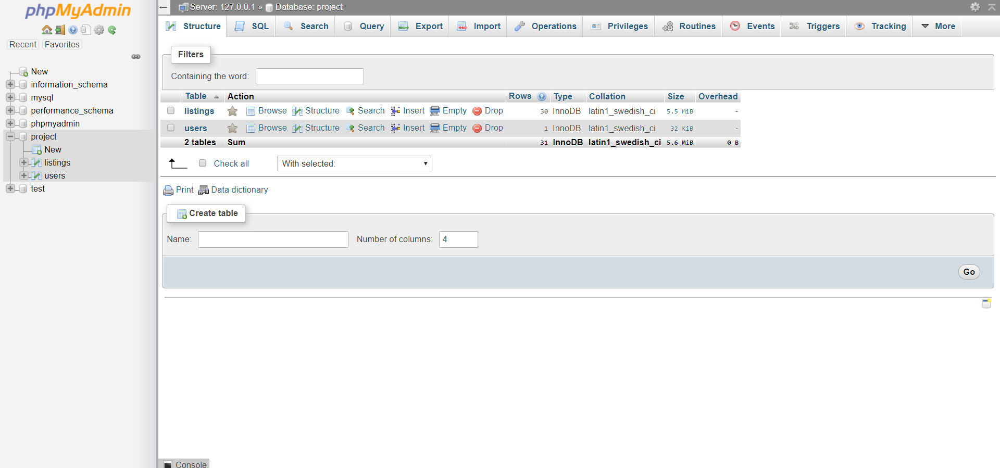 phpMyAdmin
Recent Favorites
New
information_schema
mysql
performance_schema
phpmyadmin
project
New
listings
users
test
← Server: 127.0.0.1 » Database: project
Structure SQL Search Query Export Import Operations Privileges Routines Events Triggers Tracking More
Filters
Containing the word:
Table Action Rows Type Collation Size Overhead
listings Browse Structure Search Insert Empty Drop 30 InnoDB latin1_swedish_ci 5.5 MiB -
users Browse Structure Search Insert Empty Drop 1 InnoDB latin1_swedish_ci 32 KiB -
2 tables Sum 31 InnoDB latin1_swedish_ci 5.6 MiB 0 B
Check all With selected:
Print Data dictionary
Create table
Name: Number of columns: 4
Go
Console